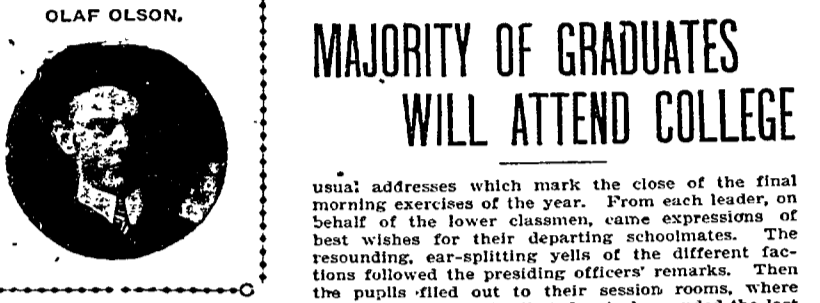 OLAF OLSON.
MAJORITY OF GRADUATES
WILL ATTEND COLLEGE
usual addresses which mark the close of the final
morning exercises of the year. From each leader, on
behalf of the lower classmen, came expressions of
best wishes for their departing schoolmates. The
resounding, ear-splitting yells of the different fac-
tions followed the presiding officers' remarks. Then
the pupils filed out to their session rooms, where